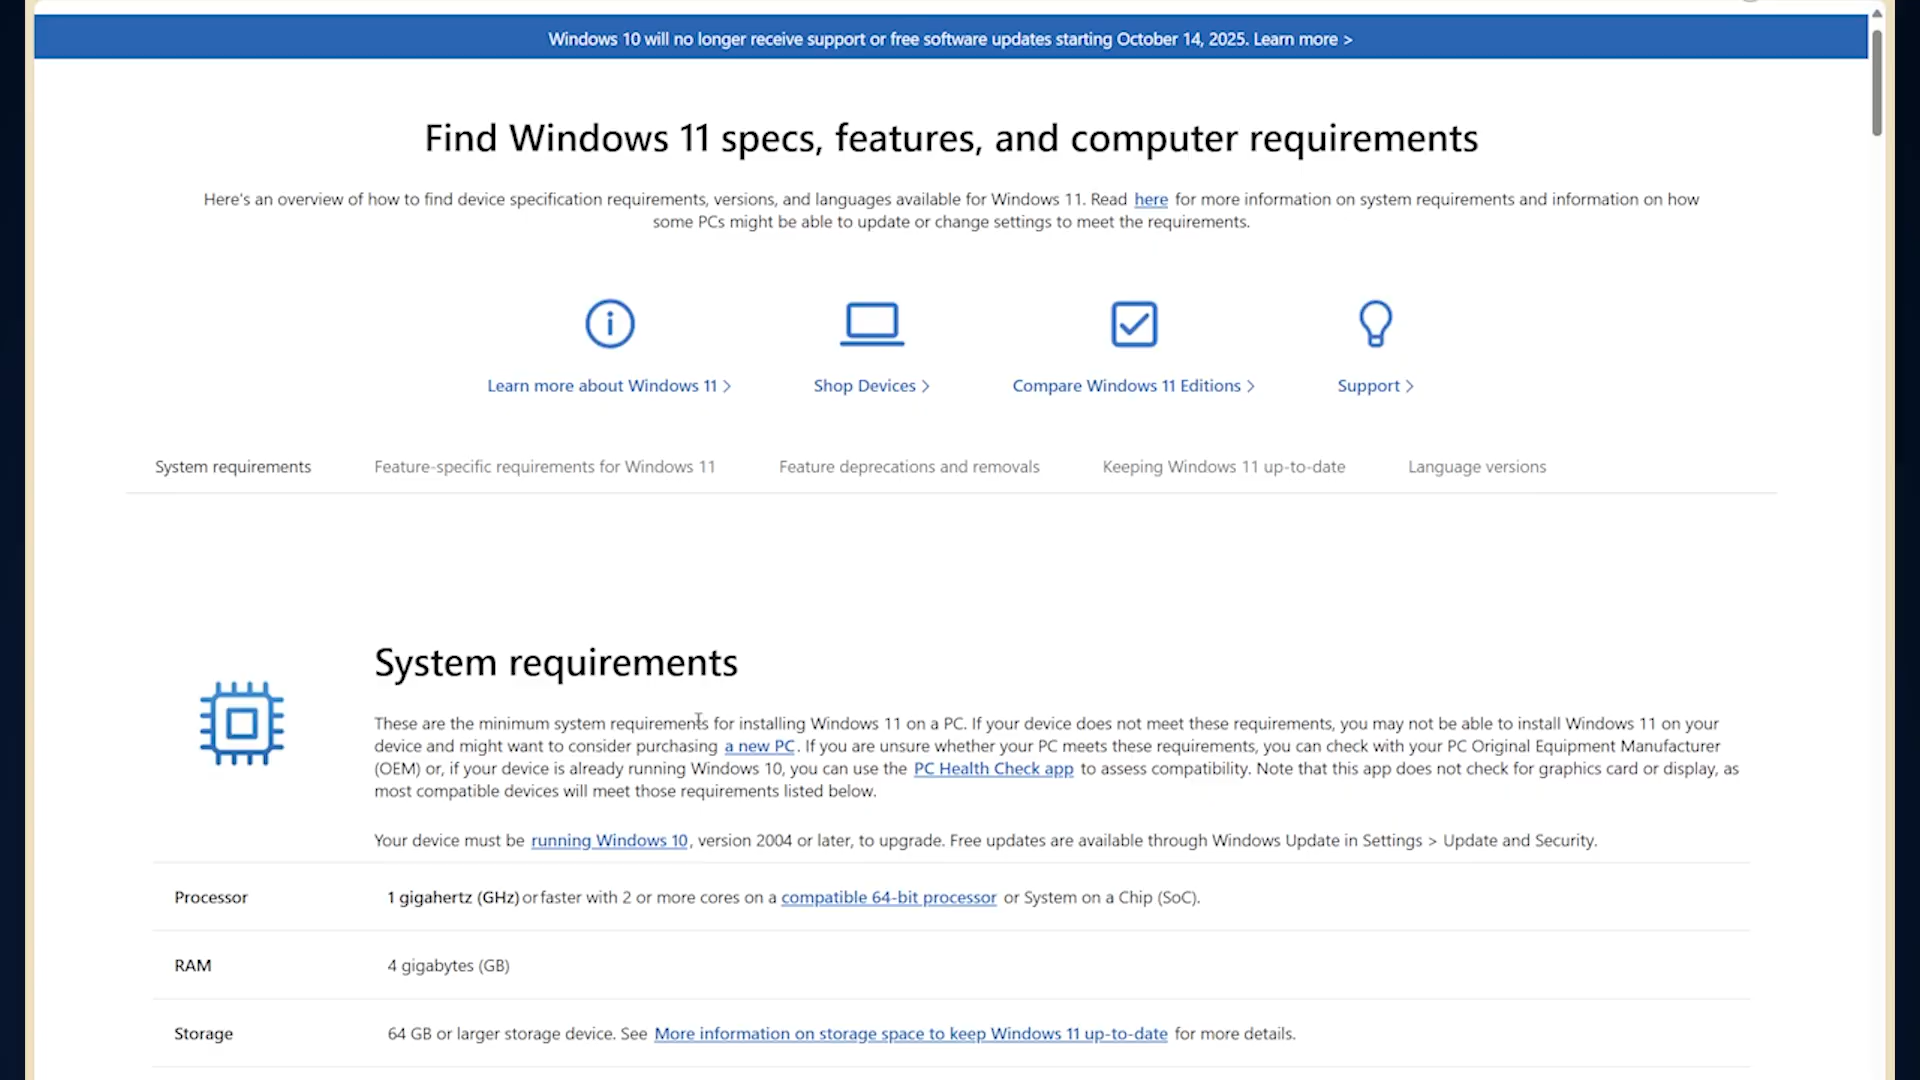 Windows 10 will no longer receive support or free software updates starting October 14, 2025. Learn more >
Find Windows 11 specs, features, and computer requirements
Here's an overview of how to find device specification requirements, versions, and languages available for Windows 11. Read here for more information on system requirements and information on how
some PCs might be able to update or change settings to meet the requirements.
Learn more about Windows 11 >
Shop Devices >
Compare Windows 11 Editions >
Support >
System requirements
Feature-specific requirements for Windows 11
Feature deprecations and removals
Keeping Windows 11 up-to-date
Language versions
System requirements
These are the minimum system requirements for installing Windows 11 on a PC. If your device does not meet these requirements, you may not be able to install Windows 11 on your
device and might want to consider purchasing a new PC. If you are unsure whether your PC meets these requirements, you can check with your PC Original Equipment Manufacturer
(OEM) or, if your device is already running Windows 10, you can use the PC Health Check app to assess compatibility. Note that this app does not check for graphics card or display, as
most compatible devices will meet those requirements listed below.
Your device must be running Windows 10, version 2004 or later, to upgrade. Free updates are available through Windows Update in Settings > Update and Security.
Processor
1 gigahertz (GHz) or faster with 2 or more cores on a compatible 64-bit processor or System on a Chip (SoC).
RAM
4 gigabytes (GB)
Storage
64 GB or larger storage device. See More information on storage space to keep Windows 11 up-to-date for more details.